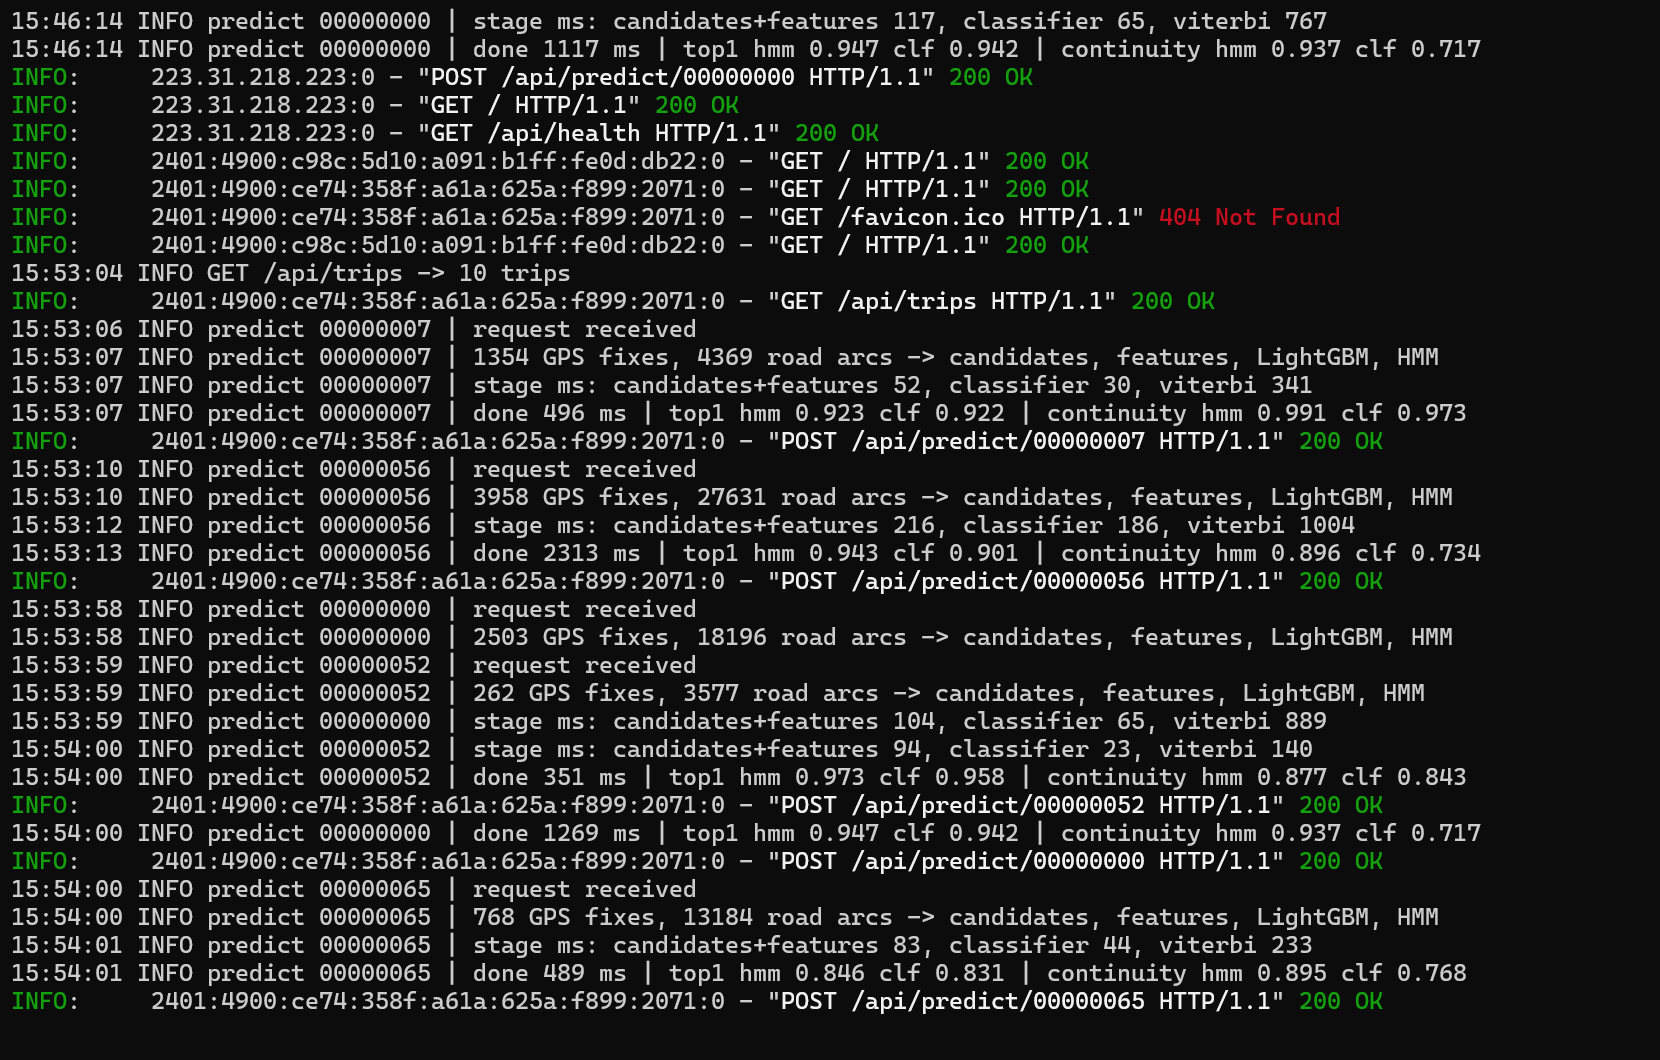 15:46:14 INFO predict 00000000 | stage ms: candidates+features 117, classifier 65, viterbi 767
15:46:14 INFO predict 00000000 | done 1117 ms | top1 hmm 0.947 clf 0.942 | continuity hmm 0.937 clf 0.717
INFO:     223.31.218.223:0 - "POST /api/predict/00000000 HTTP/1.1" 200 OK
INFO:     223.31.218.223:0 - "GET / HTTP/1.1" 200 OK
INFO:     223.31.218.223:0 - "GET /api/health HTTP/1.1" 200 OK
INFO:     2401:4900:c98c:5d10:a091:b1ff:fe0d:db22:0 - "GET / HTTP/1.1" 200 OK
INFO:     2401:4900:ce74:358f:a61a:625a:f899:2071:0 - "GET / HTTP/1.1" 200 OK
INFO:     2401:4900:ce74:358f:a61a:625a:f899:2071:0 - "GET /favicon.ico HTTP/1.1" 404 Not Found
INFO:     2401:4900:c98c:5d10:a091:b1ff:fe0d:db22:0 - "GET / HTTP/1.1" 200 OK
15:53:04 INFO GET /api/trips -> 10 trips
INFO:     2401:4900:ce74:358f:a61a:625a:f899:2071:0 - "GET /api/trips HTTP/1.1" 200 OK
15:53:06 INFO predict 00000007 | request received
15:53:07 INFO predict 00000007 | 1354 GPS fixes, 4369 road arcs -> candidates, features, LightGBM, HMM
15:53:07 INFO predict 00000007 | stage ms: candidates+features 52, classifier 30, viterbi 341
15:53:07 INFO predict 00000007 | done 496 ms | top1 hmm 0.923 clf 0.922 | continuity hmm 0.991 clf 0.973
INFO:     2401:4900:ce74:358f:a61a:625a:f899:2071:0 - "POST /api/predict/00000007 HTTP/1.1" 200 OK
15:53:10 INFO predict 00000056 | request received
15:53:10 INFO predict 00000056 | 3958 GPS fixes, 27631 road arcs -> candidates, features, LightGBM, HMM
15:53:12 INFO predict 00000056 | stage ms: candidates+features 216, classifier 186, viterbi 1004
15:53:13 INFO predict 00000056 | done 2313 ms | top1 hmm 0.943 clf 0.901 | continuity hmm 0.896 clf 0.734
INFO:     2401:4900:ce74:358f:a61a:625a:f899:2071:0 - "POST /api/predict/00000056 HTTP/1.1" 200 OK
15:53:58 INFO predict 00000000 | request received
15:53:58 INFO predict 00000000 | 2503 GPS fixes, 18196 road arcs -> candidates, features, LightGBM, HMM
15:53:59 INFO predict 00000052 | request received
15:53:59 INFO predict 00000052 | 262 GPS fixes, 3577 road arcs -> candidates, features, LightGBM, HMM
15:53:59 INFO predict 00000000 | stage ms: candidates+features 104, classifier 65, viterbi 889
15:54:00 INFO predict 00000052 | stage ms: candidates+features 94, classifier 23, viterbi 140
15:54:00 INFO predict 00000052 | done 351 ms | top1 hmm 0.973 clf 0.958 | continuity hmm 0.877 clf 0.843
INFO:     2401:4900:ce74:358f:a61a:625a:f899:2071:0 - "POST /api/predict/00000052 HTTP/1.1" 200 OK
15:54:00 INFO predict 00000000 | done 1269 ms | top1 hmm 0.947 clf 0.942 | continuity hmm 0.937 clf 0.717
INFO:     2401:4900:ce74:358f:a61a:625a:f899:2071:0 - "POST /api/predict/00000000 HTTP/1.1" 200 OK
15:54:00 INFO predict 00000065 | request received
15:54:00 INFO predict 00000065 | 768 GPS fixes, 13184 road arcs -> candidates, features, LightGBM, HMM
15:54:01 INFO predict 00000065 | stage ms: candidates+features 83, classifier 44, viterbi 233
15:54:01 INFO predict 00000065 | done 489 ms | top1 hmm 0.846 clf 0.831 | continuity hmm 0.895 clf 0.768
INFO:     2401:4900:ce74:358f:a61a:625a:f899:2071:0 - "POST /api/predict/00000065 HTTP/1.1" 200 OK